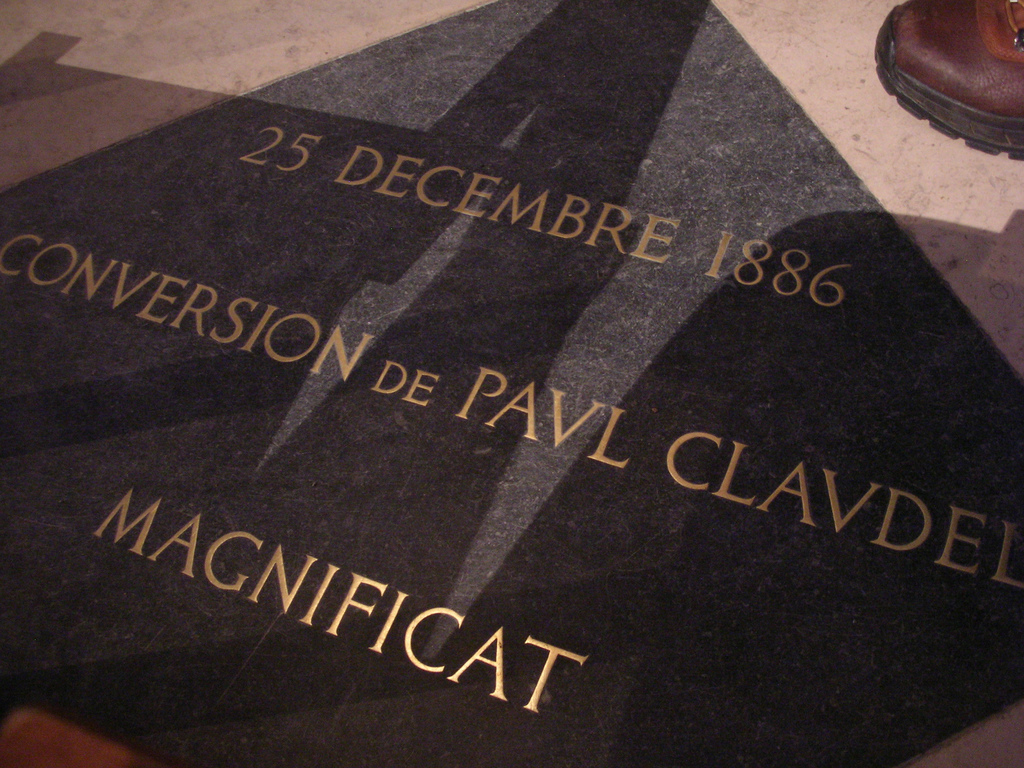 25 DECEMBRE 1886
CONVERSION DE PAVL CLAVDEL
MAGNIFICAT